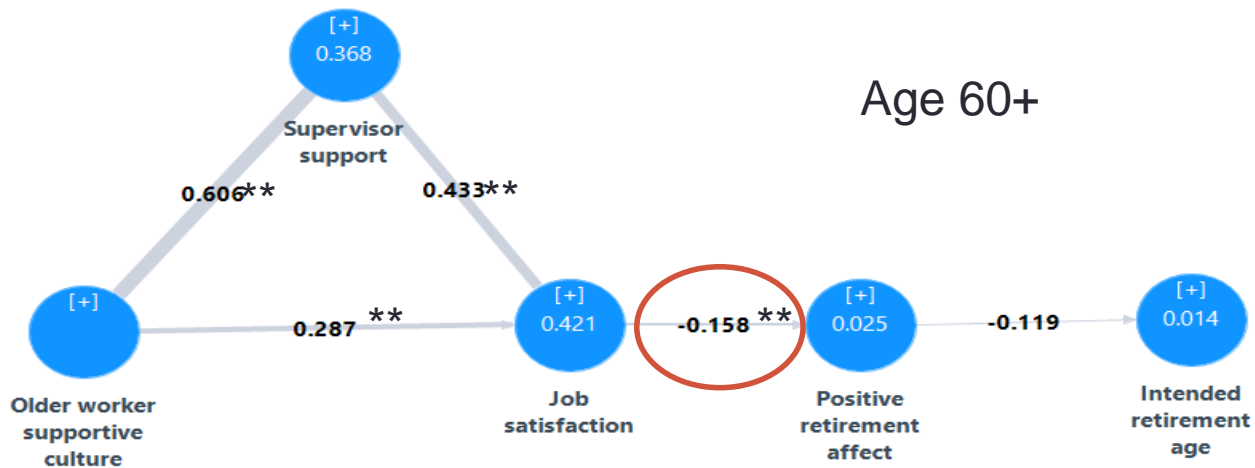 [+]
0.368
Age 60+
Supervisor
support
0.606**
0.433**
[+]
0.287
**
[+]
0.421
-0.158 **
[+]
0.025
-0.119
[+]
0.014
Older worker
supportive
culture
Job
satisfaction
Positive
retirement
affect
Intended
retirement
age